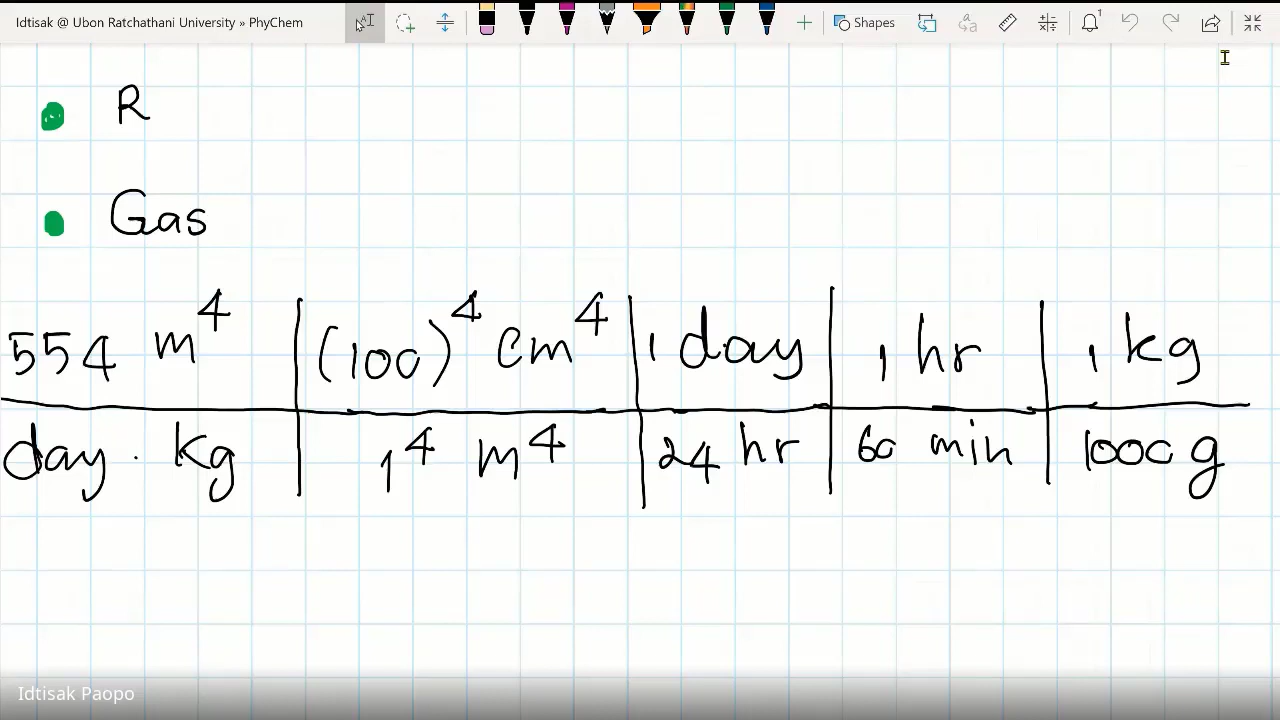 Idtisak @ Ubon Ratchathani University » PhyChem
Shapes
1
R
Gas
554 m⁴ | (100)⁴ cm⁴ | 1 day | 1 hr | 1 kg
day · kg | 1⁴ m⁴ | 24 hr | 60 min | 1000 g
Idtisak Paopo